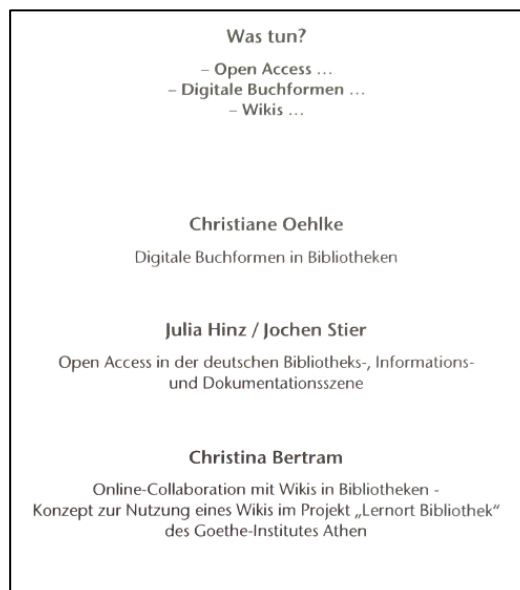 Was tun?
– Open Access …
– Digitale Buchformen …
– Wikis …
Christiane Oehlke
Digitale Buchformen in Bibliotheken
Julia Hinz / Jochen Stier
Open Access in der deutschen Bibliotheks-, Informations-
und Dokumentationsszene
Christina Bertram
Online-Collaboration mit Wikis in Bibliotheken -
Konzept zur Nutzung eines Wikis im Projekt „Lernort Bibliothek“
des Goethe-Institutes Athen